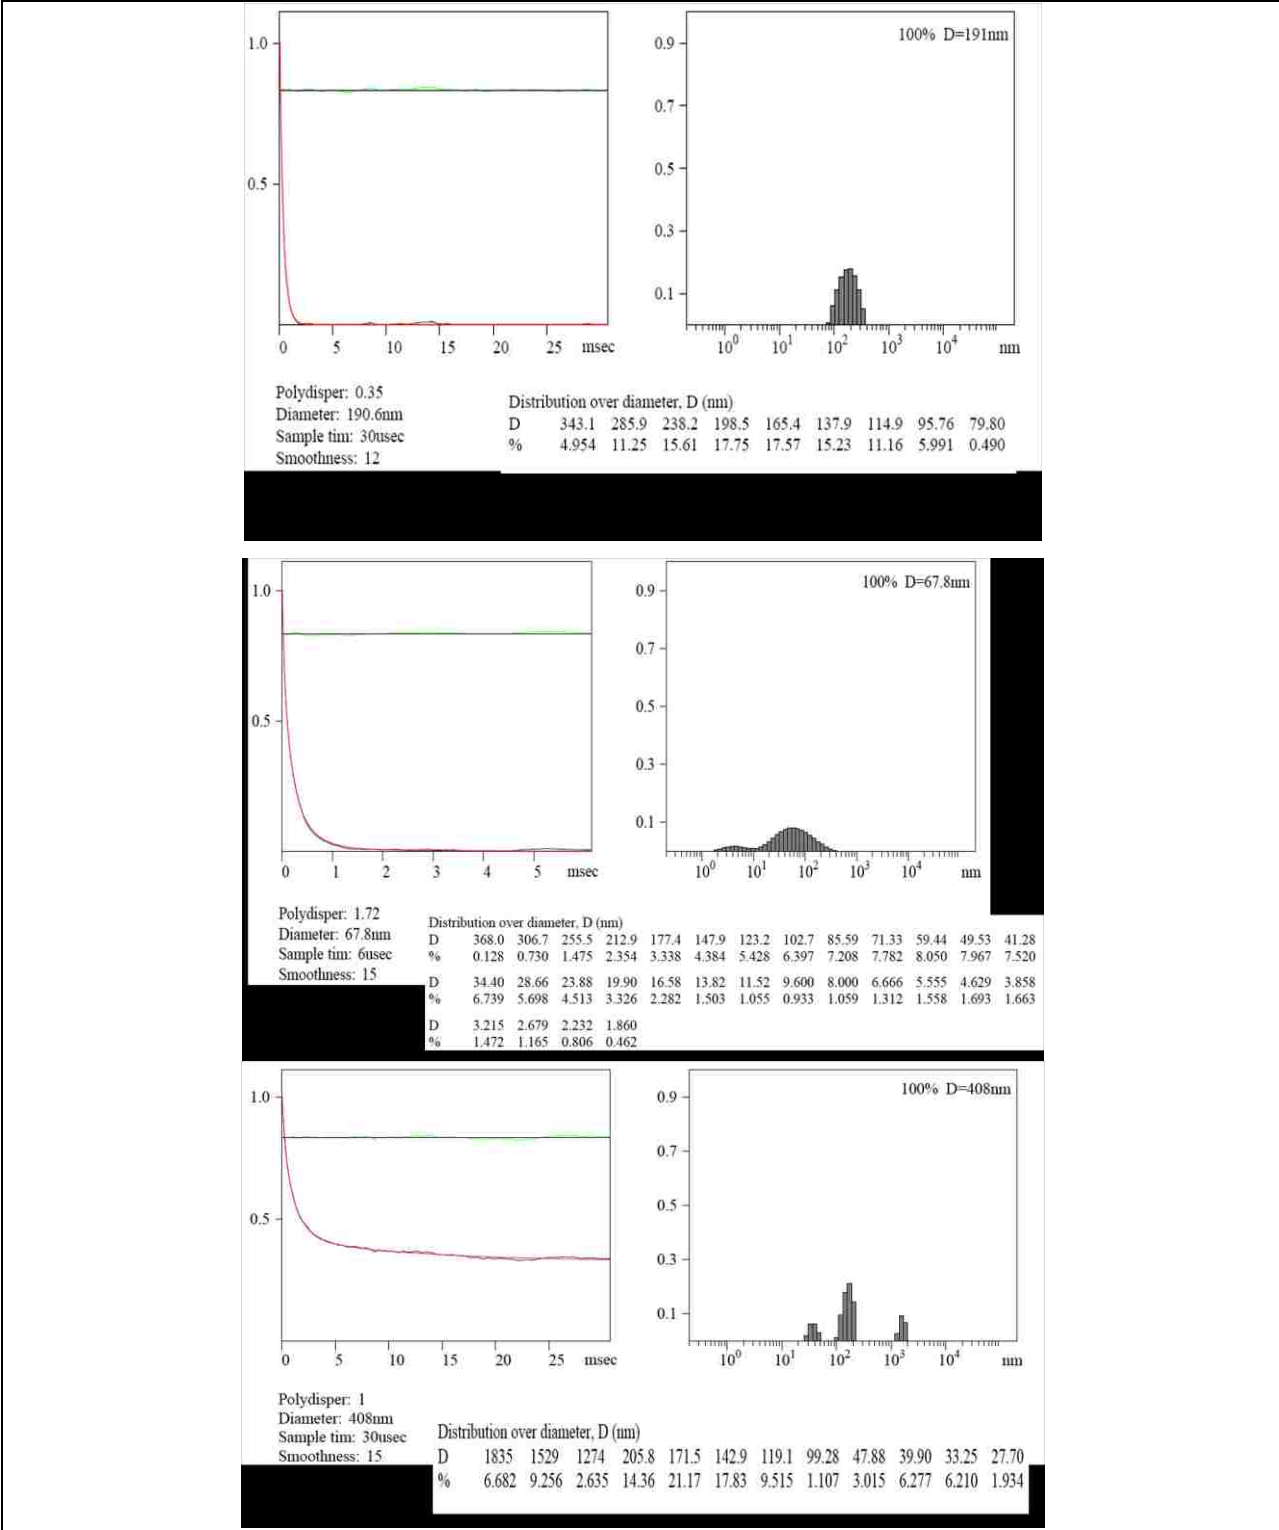 1.0
0.5
0 5 10 15 20 25 msec
100% D=191nm
0.9
0.7
0.5
0.3
0.1
10⁰ 10¹ 10² 10³ 10⁴ nm
Polydisper: 0.35
Diameter: 190.6nm
Sample tim: 30usec
Smoothness: 12
Distribution over diameter, D (nm)
D 343.1 285.9 238.2 198.5 165.4 137.9 114.9 95.76 79.80
% 4.954 11.25 15.61 17.75 17.57 15.23 11.16 5.991 0.490
1.0
0.5
0 1 2 3 4 5 msec
100% D=67.8nm
0.9
0.7
0.5
0.3
0.1
10⁰ 10¹ 10² 10³ 10⁴ nm
Polydisper: 1.72
Diameter: 67.8nm
Sample tim: 6usec
Smoothness: 15
Distribution over diameter, D (nm)
D 368.0 306.7 255.5 212.9 177.4 147.9 123.2 102.7 85.59 71.33 59.44 49.53 41.28
% 0.128 0.730 1.475 2.354 3.338 4.384 5.428 6.397 7.208 7.782 8.050 7.967 7.520
D 34.40 28.66 23.88 19.90 16.58 13.82 11.52 9.600 8.000 6.666 5.555 4.629 3.858
% 6.739 5.698 4.513 3.326 2.282 1.503 1.055 0.933 1.059 1.312 1.558 1.693 1.663
D 3.215 2.679 2.232 1.860
% 1.472 1.165 0.806 0.462
1.0
0.5
0 5 10 15 20 25 msec
100% D=408nm
0.9
0.7
0.5
0.3
0.1
10⁰ 10¹ 10² 10³ 10⁴ nm
Polydisper: 1
Diameter: 408nm
Sample tim: 30usec
Smoothness: 15
Distribution over diameter, D (nm)
D 1835 1529 1274 205.8 171.5 142.9 119.1 99.28 47.88 39.90 33.25 27.70
% 6.682 9.256 2.635 14.36 21.17 17.83 9.515 1.107 3.015 6.277 6.210 1.934